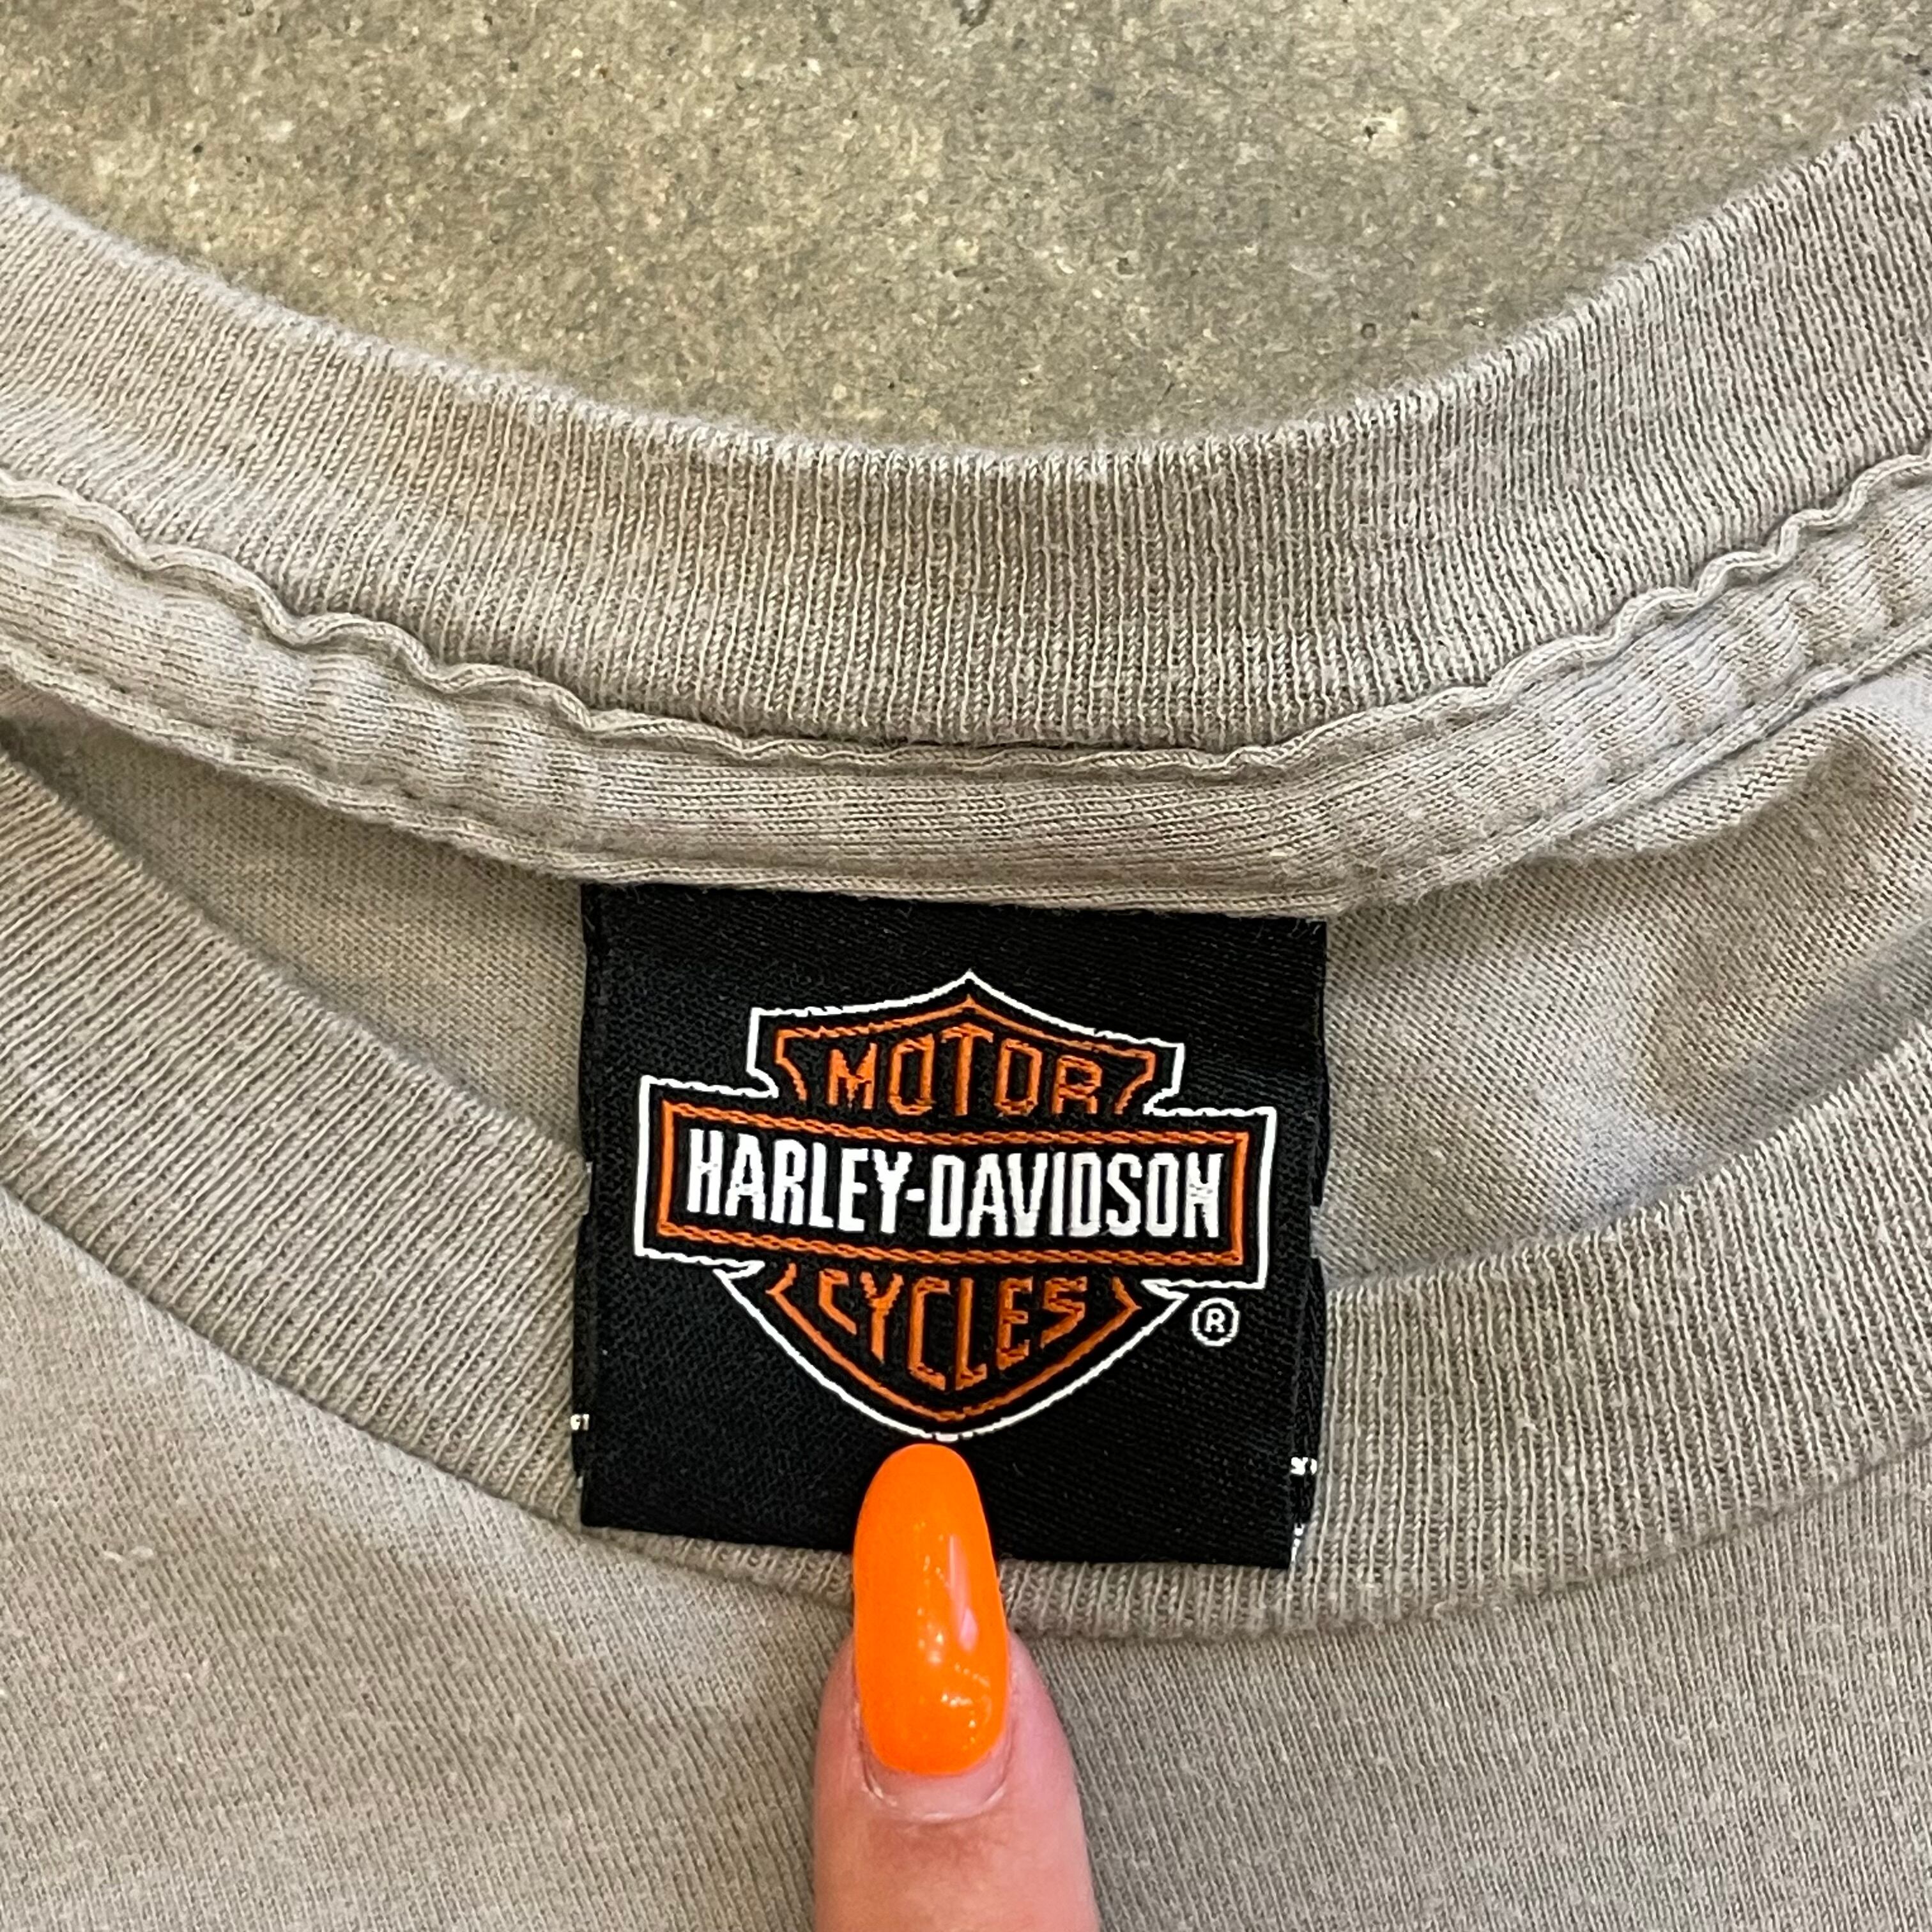 MOTOR
HARLEY-DAVIDSON
CYCLES
®